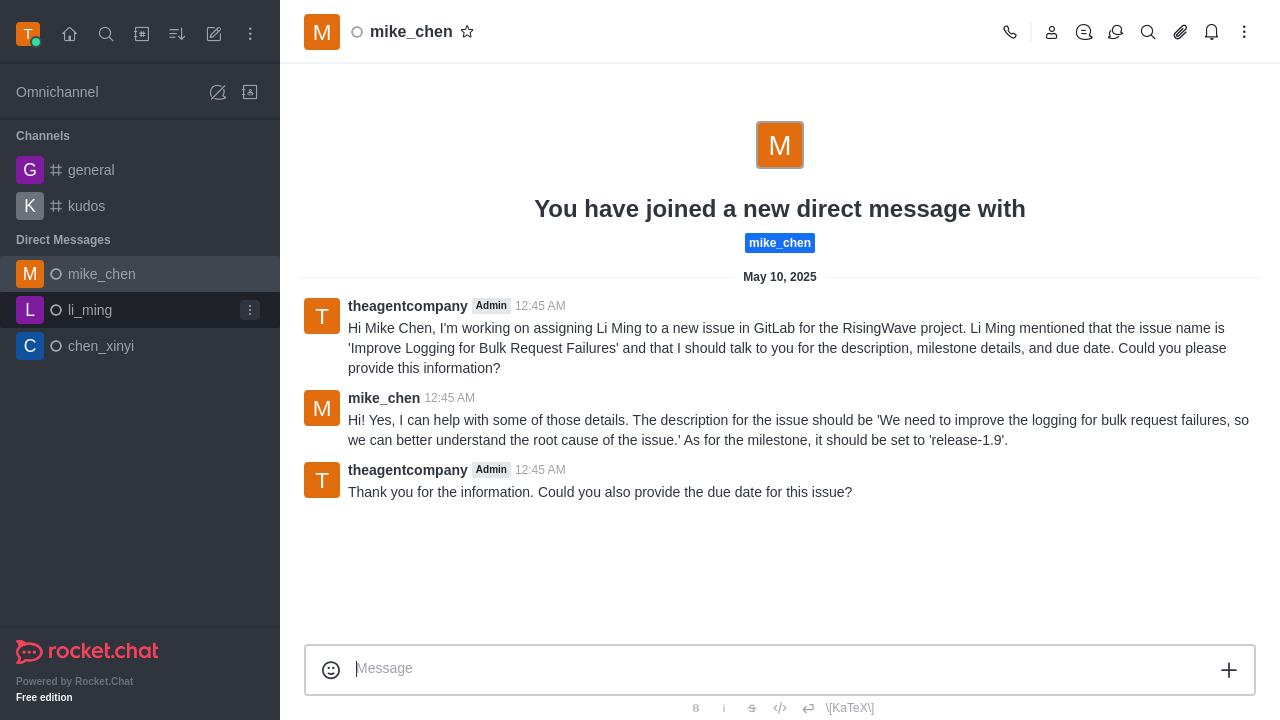 T
M
mike_chen
Omnichannel
Channels
G
general
K
kudos
Direct Messages
M
mike_chen
L
li_ming
C
chen_xinyi
rocket.chat
Powered by Rocket.Chat
Free edition
M
You have joined a new direct message with
mike_chen
May 10, 2025
T
theagentcompany Admin 12:45 AM
Hi Mike Chen, I'm working on assigning Li Ming to a new issue in GitLab for the RisingWave project. Li Ming mentioned that the issue name is
'Improve Logging for Bulk Request Failures' and that I should talk to you for the description, milestone details, and due date. Could you please
provide this information?
M
mike_chen 12:45 AM
Hi! Yes, I can help with some of those details. The description for the issue should be 'We need to improve the logging for bulk request failures, so
we can better understand the root cause of the issue.' As for the milestone, it should be set to 'release-1.9'.
T
theagentcompany Admin 12:45 AM
Thank you for the information. Could you also provide the due date for this issue?
Message
B i S \[KaTeX\]